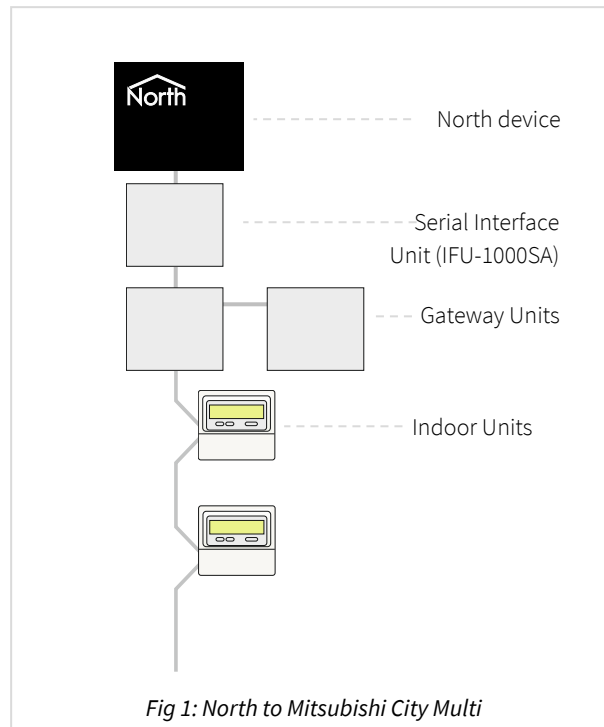 North
North device
Serial Interface
Unit (IFU-1000SA)
Gateway Units
Indoor Units
Fig 1: North to Mitsubishi City Multi